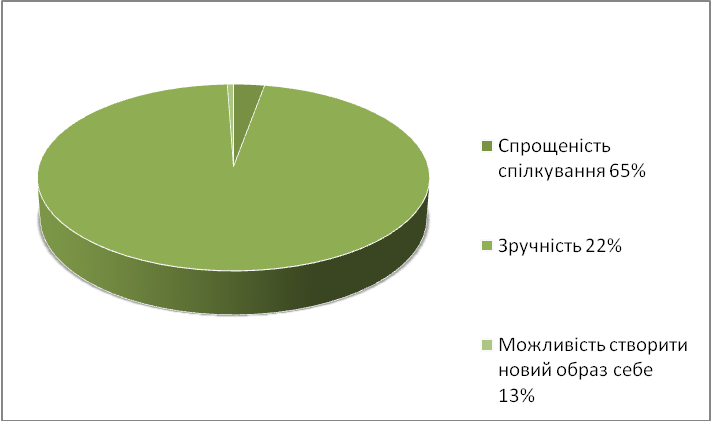 Спрощеність
спілкування 65%
Зручність 22%
Можливість створити
новий образ себе
13%